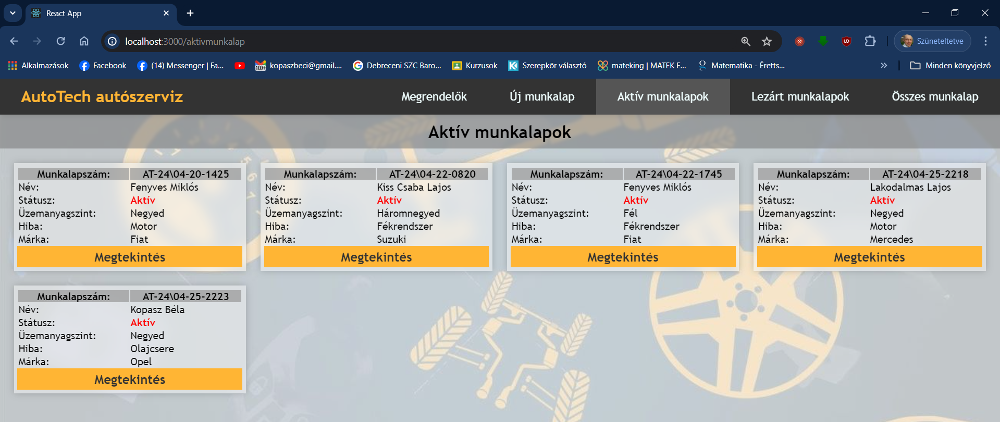 React App
localhost:3000/aktivmunkalap
Szüneteltetve
Alkalmazások Facebook (14) Messenger | Fa... 100+ kopaszbeci@gmail.... Debreceni SZC Baro... Kurzusok Szerepkör választó mateking | MATEK E... Matematika - Éretts... » Minden könyvjelző
AutoTech autószerviz Megrendelők Új munkalap Aktív munkalapok Lezárt munkalapok Összes munkalap
Aktív munkalapok
Munkalapszám: AT-24\04-20-1425
Név: Fenyves Miklós
Státusz: Aktív
Üzemanyagszint: Negyed
Hiba: Motor
Márka: Fiat
Megtekintés
Munkalapszám: AT-24\04-22-0820
Név: Kiss Csaba Lajos
Státusz: Aktív
Üzemanyagszint: Háromnegyed
Hiba: Fékrendszer
Márka: Suzuki
Megtekintés
Munkalapszám: AT-24\04-22-1745
Név: Fenyves Miklós
Státusz: Aktív
Üzemanyagszint: Fél
Hiba: Fékrendszer
Márka: Fiat
Megtekintés
Munkalapszám: AT-24\04-25-2218
Név: Lakodalmas Lajos
Státusz: Aktív
Üzemanyagszint: Negyed
Hiba: Motor
Márka: Mercedes
Megtekintés
Munkalapszám: AT-24\04-25-2223
Név: Kopasz Béla
Státusz: Aktív
Üzemanyagszint: Negyed
Hiba: Olajcsere
Márka: Opel
Megtekintés